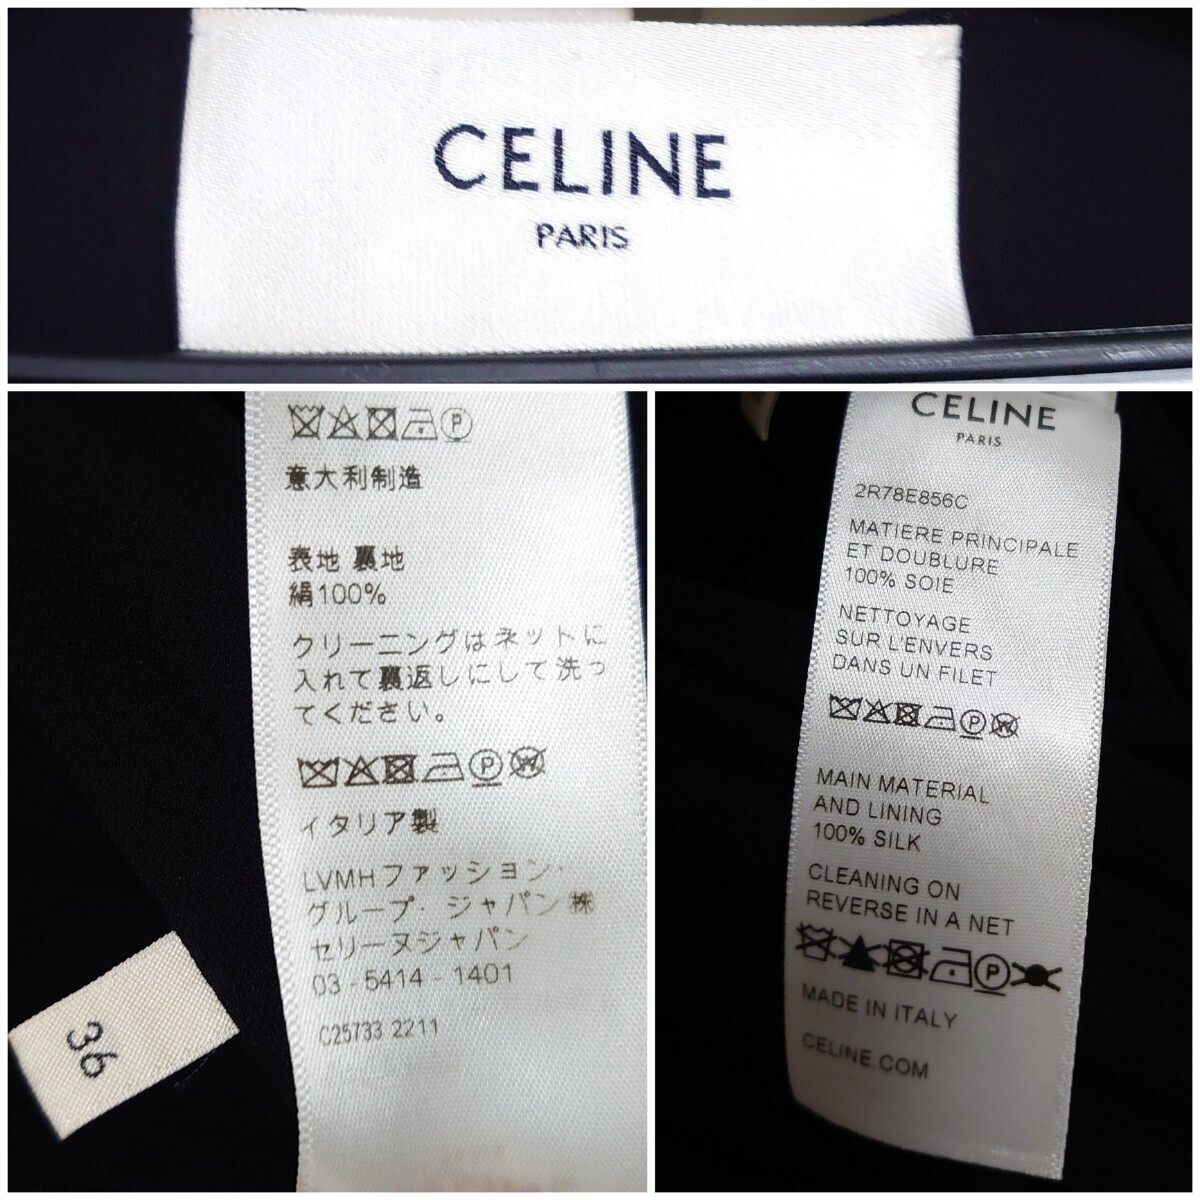 CELINE
PARIS
意大利制造
表地 裏地
絹100%
クリーニングはネットに
入れて裏返しにして洗っ
てください。
イタリア製
LVMHファッション・
グループ・ジャパン㈱
セリーヌジャパン
03-5414-1401
C25733 2211
36
CELINE
PARIS
2R78E856C
MATIERE PRINCIPALE
ET DOUBLURE
100% SOIE
NETTOYAGE
SUR L'ENVERS
DANS UN FILET
MAIN MATERIAL
AND LINING
100% SILK
CLEANING ON
REVERSE IN A NET
MADE IN ITALY
CELINE.COM